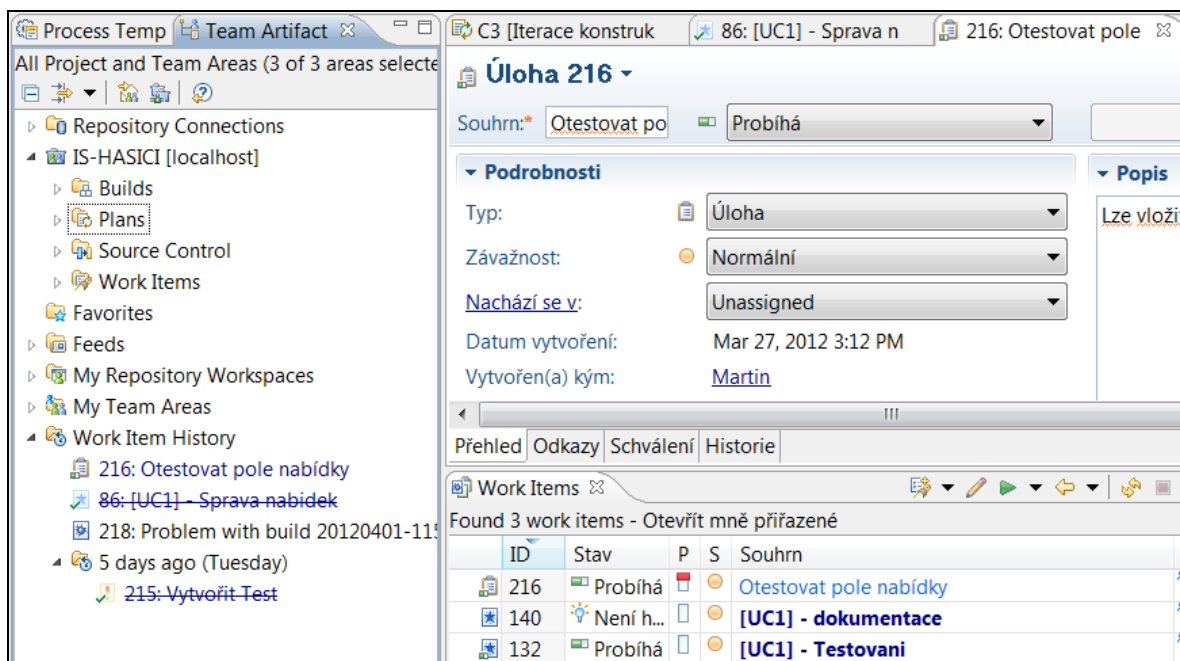 Process Temp
Team Artifact
All Project and Team Areas (3 of 3 areas selecte
Repository Connections
IS-HASICI [localhost]
Builds
Plans
Source Control
Work Items
Favorites
Feeds
My Repository Workspaces
My Team Areas
Work Item History
216: Otestovat pole nabídky
86: [UC1] - Sprava nabidek
218: Problem with build 20120401-115
5 days ago (Tuesday)
215: Vytvořit Test
C3 [Iterace konstruk
86: [UC1] - Sprava n
216: Otestovat pole
Úloha 216
Souhrn:* Otestovat po Probíhá
Podrobnosti
Typ: Úloha
Závažnost: Normální
Nachází se v: Unassigned
Datum vytvoření: Mar 27, 2012 3:12 PM
Vytvořen(a) kým: Martin
Popis
Lze vloži
Přehled Odkazy Schválení Historie
Work Items
Found 3 work items - Otevřít mně přiřazené
ID Stav P S Souhrn
216 Probíhá Otestovat pole nabídky
140 Není h... [UC1] - dokumentace
132 Probíhá [UC1] - Testovani